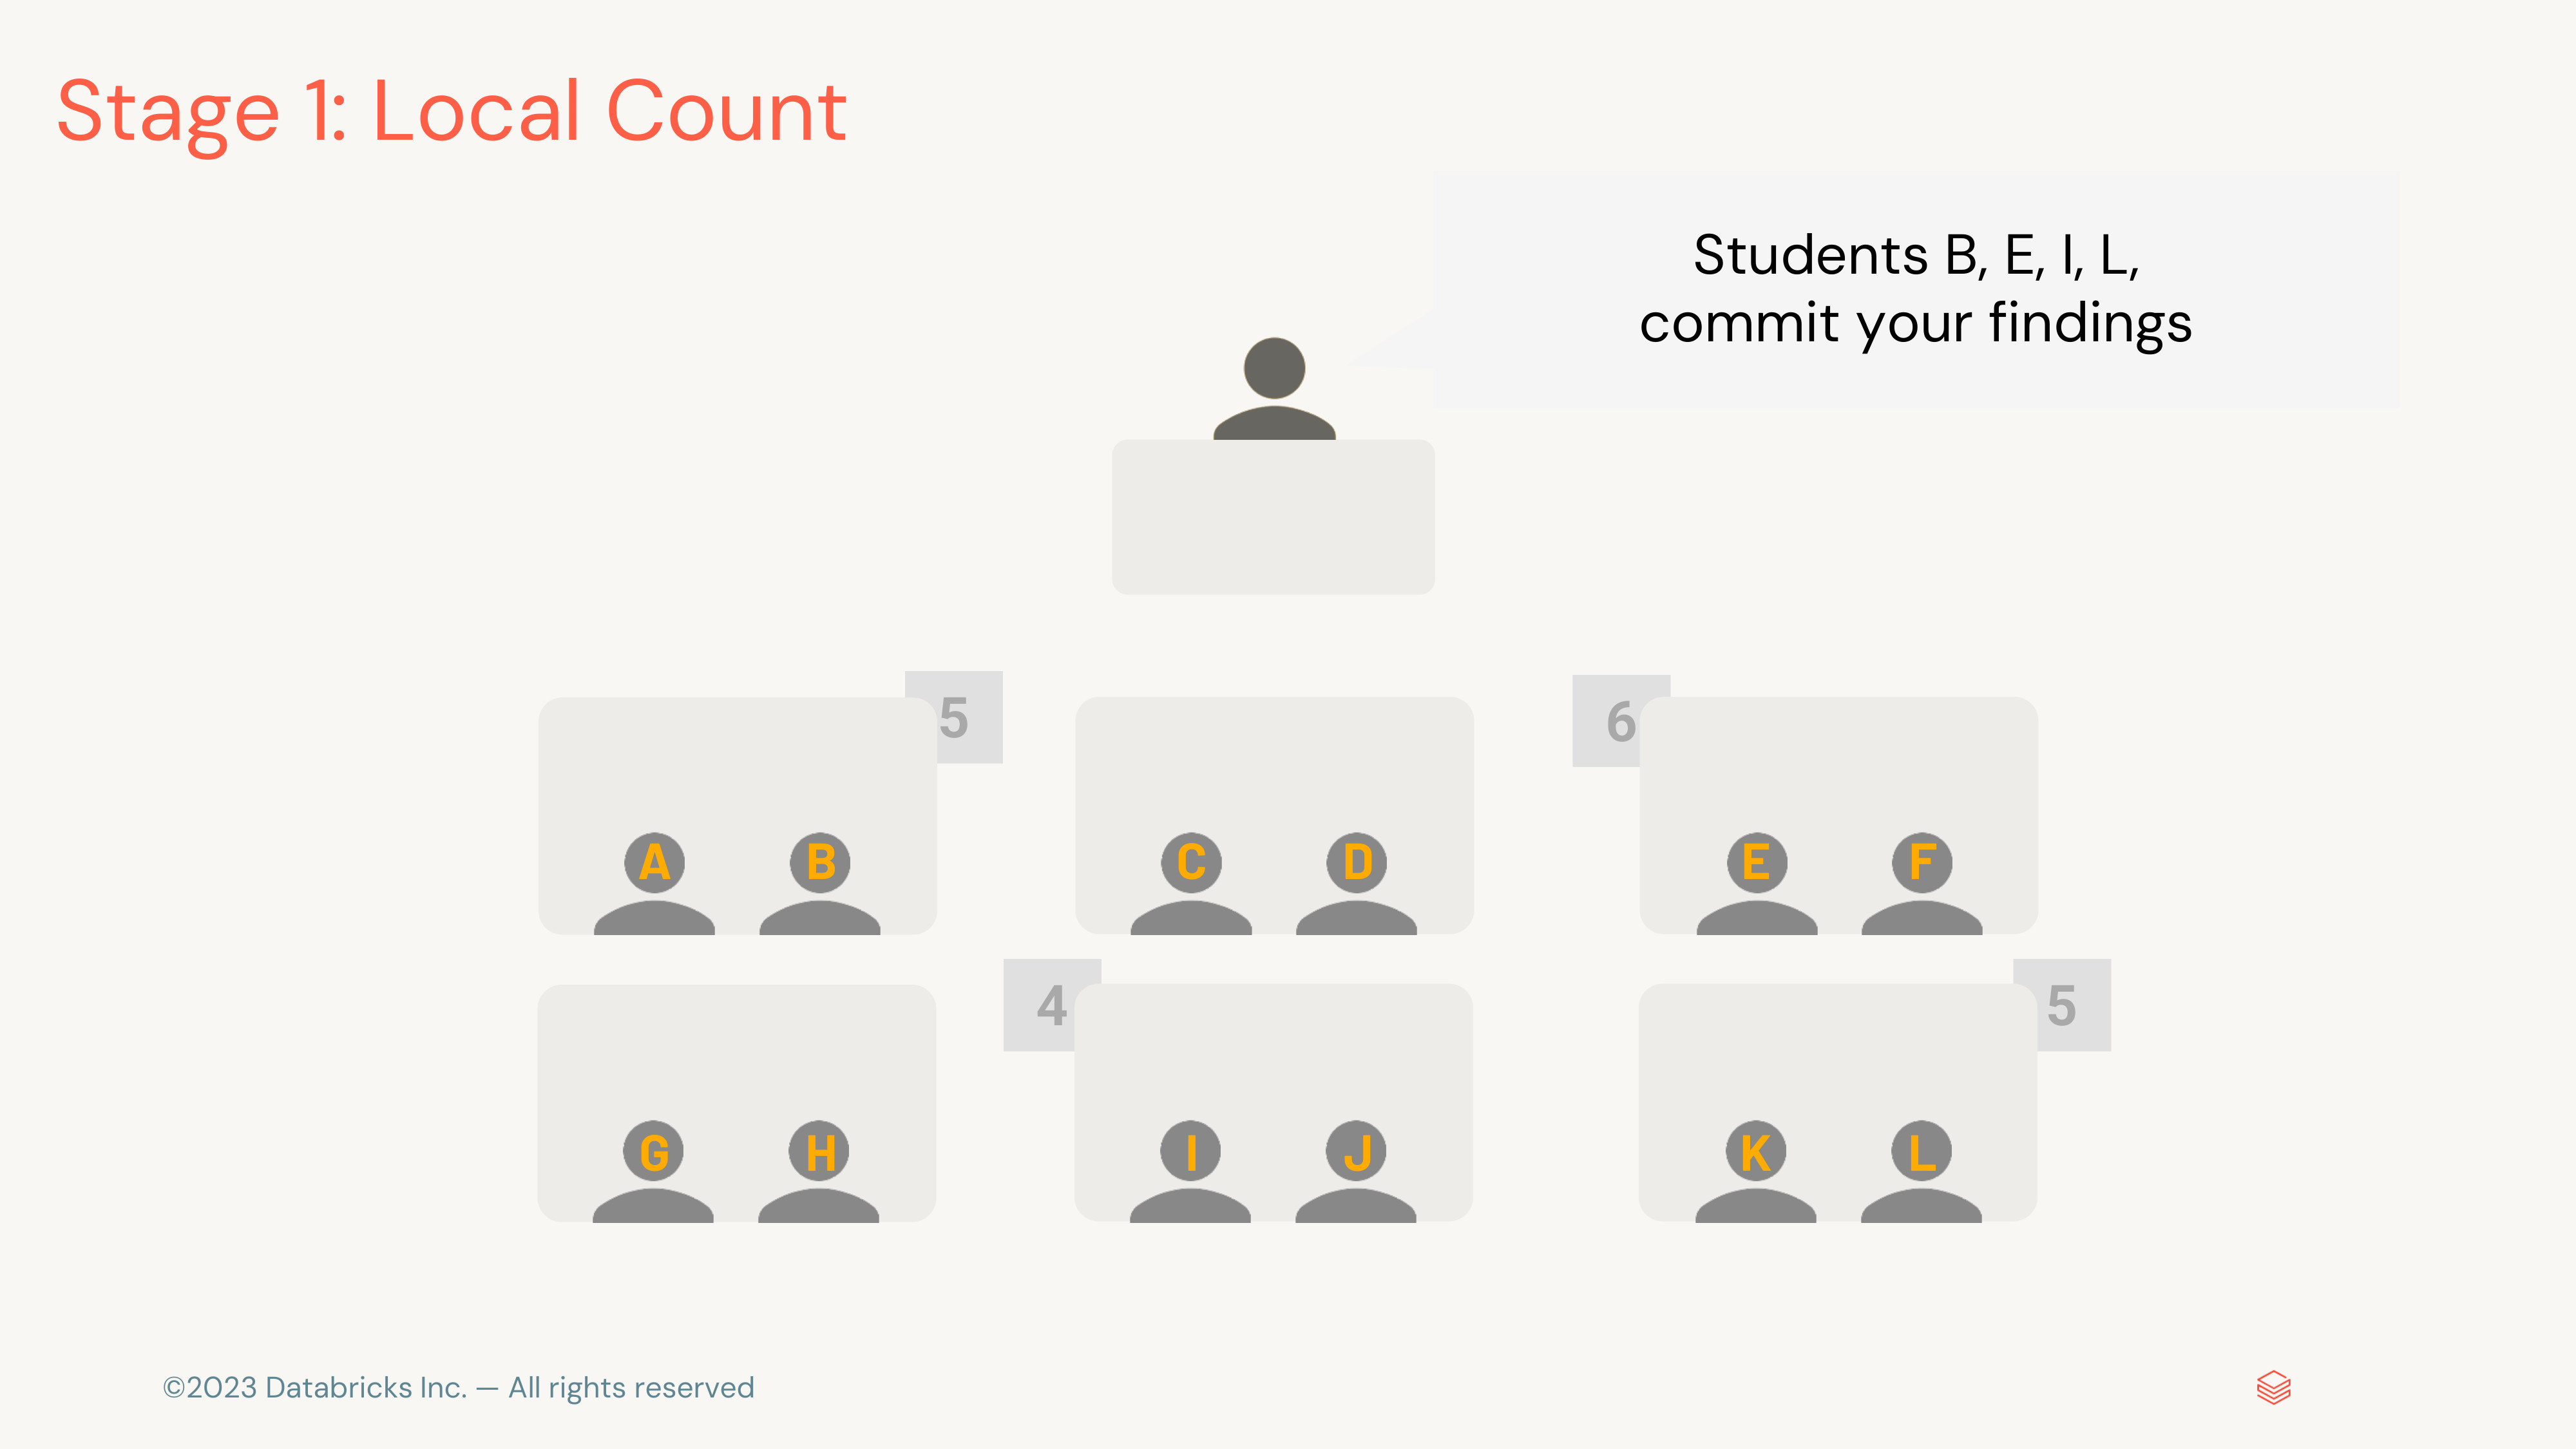 Stage 1: Local Count
Students B, E, I, L,
commit your findings
5
6
A
B
C
D
E
F
4
5
G
H
I
J
K
L
©2023 Databricks Inc. — All rights reserved